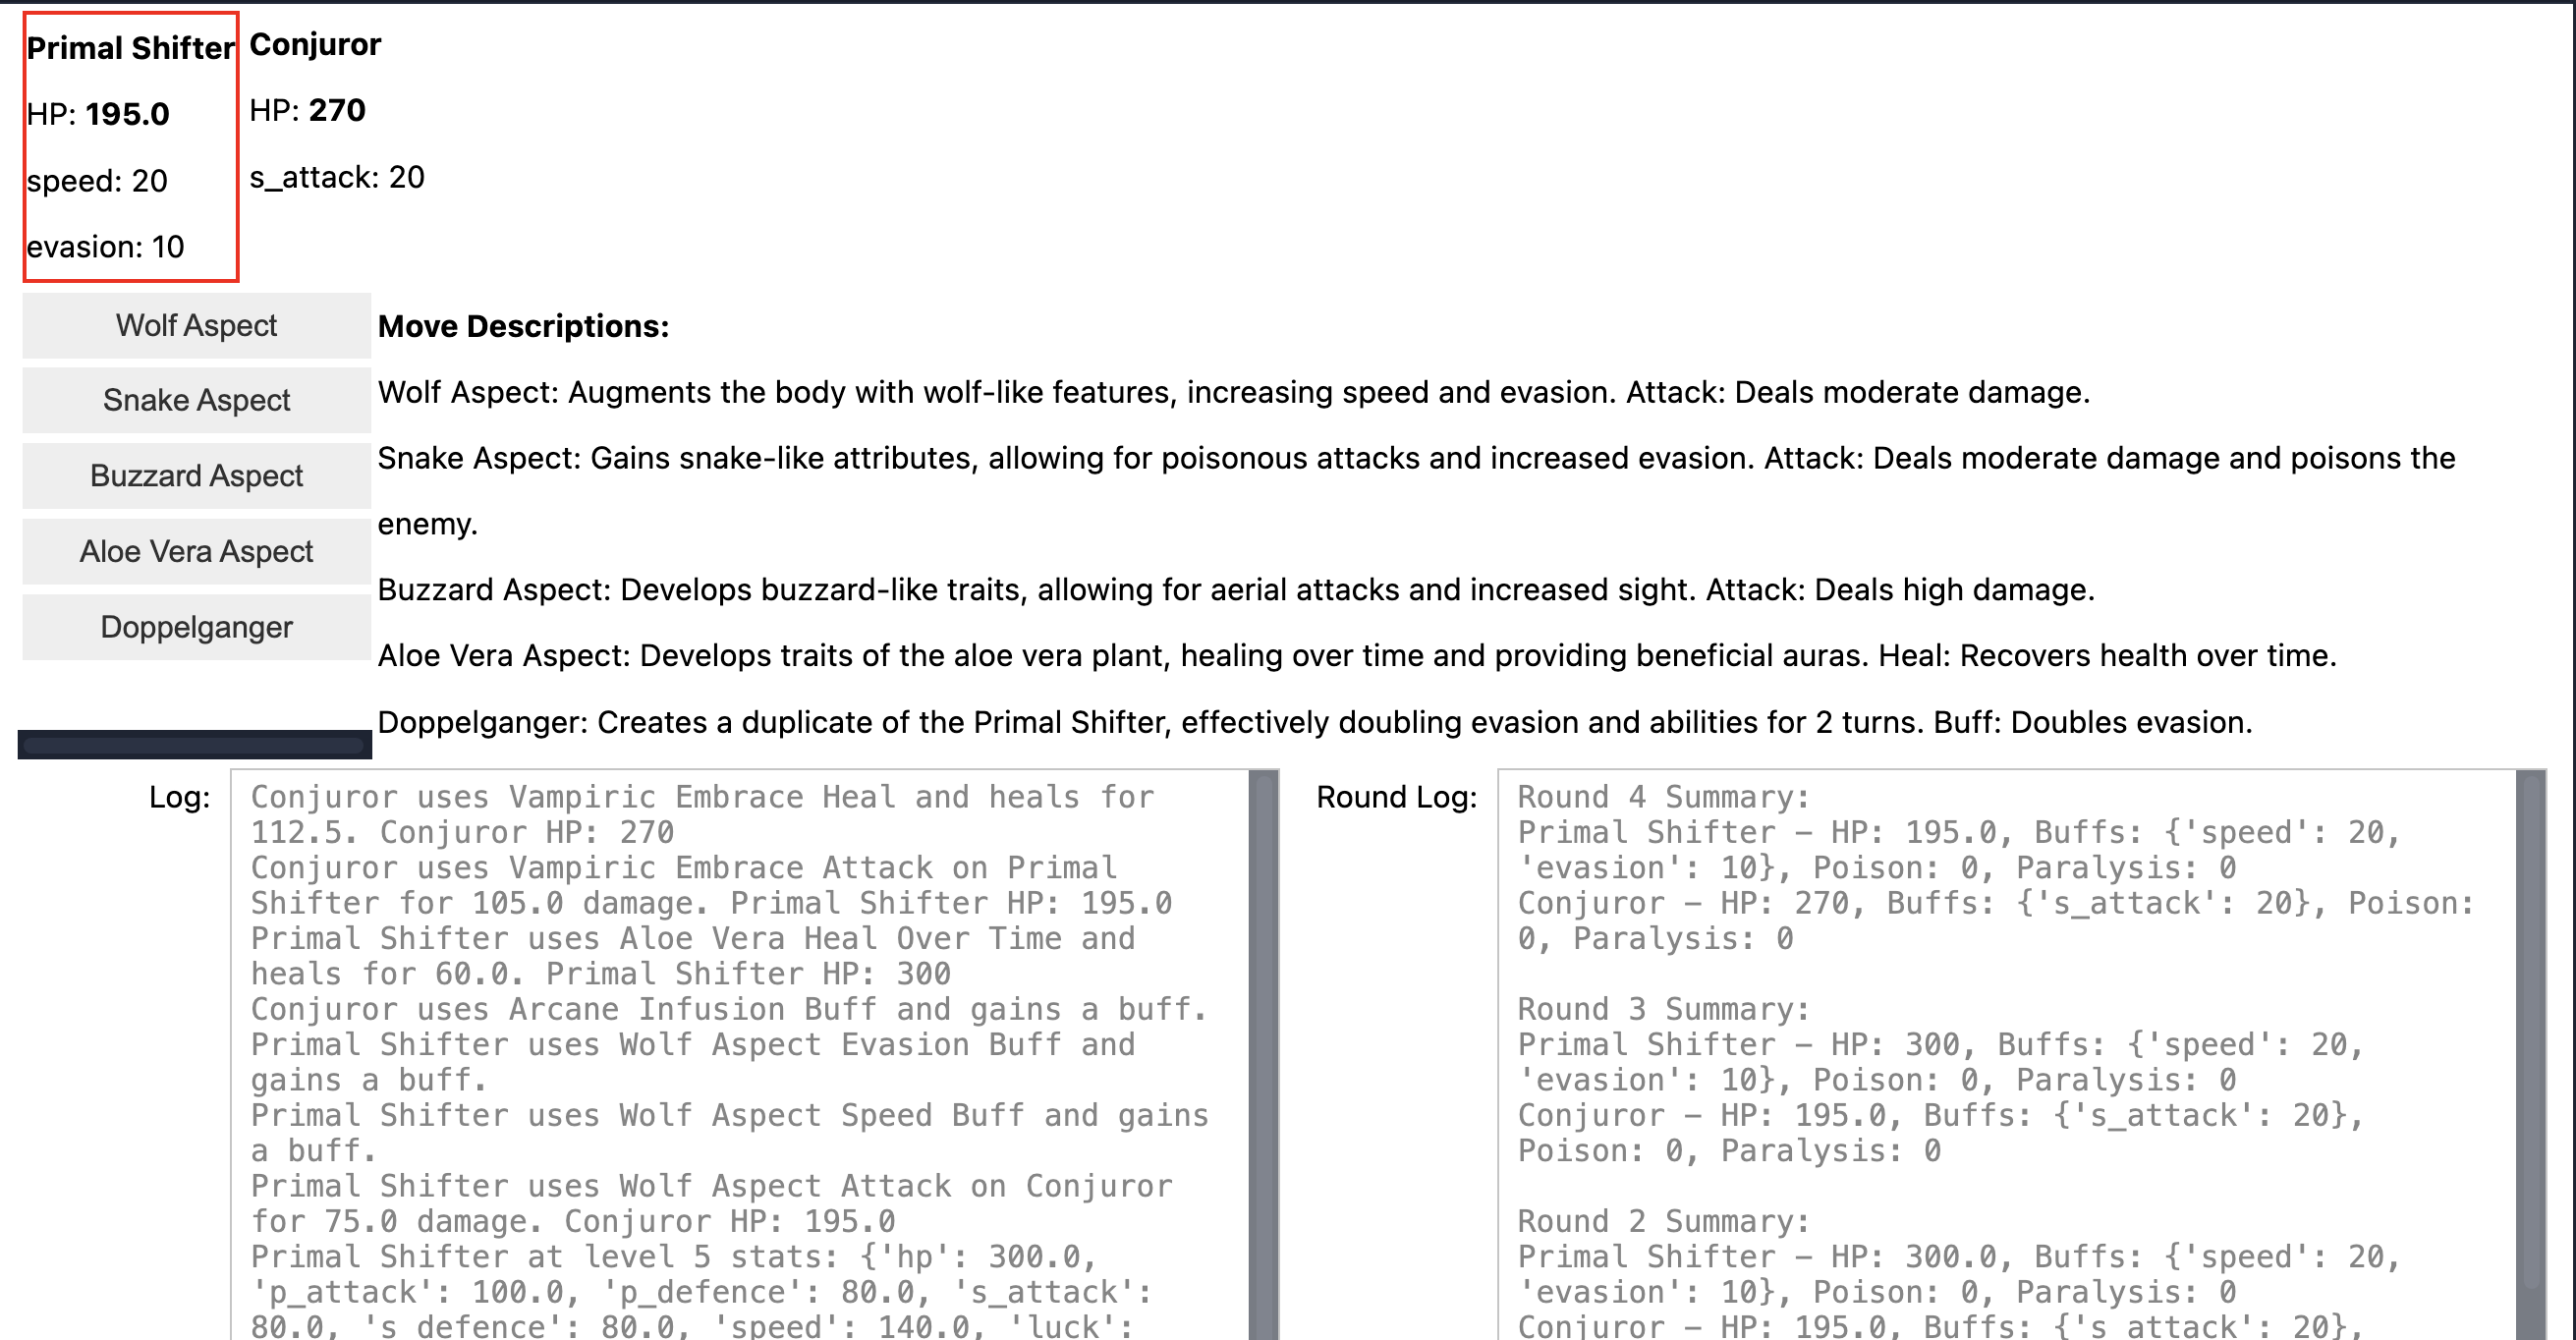 Primal Shifter
HP: 195.0
speed: 20
evasion: 10
Conjuror
HP: 270
s_attack: 20
Wolf Aspect
Snake Aspect
Buzzard Aspect
Aloe Vera Aspect
Doppelganger
Move Descriptions:
Wolf Aspect: Augments the body with wolf-like features, increasing speed and evasion. Attack: Deals moderate damage.
Snake Aspect: Gains snake-like attributes, allowing for poisonous attacks and increased evasion. Attack: Deals moderate damage and poisons the
enemy.
Buzzard Aspect: Develops buzzard-like traits, allowing for aerial attacks and increased sight. Attack: Deals high damage.
Aloe Vera Aspect: Develops traits of the aloe vera plant, healing over time and providing beneficial auras. Heal: Recovers health over time.
Doppelganger: Creates a duplicate of the Primal Shifter, effectively doubling evasion and abilities for 2 turns. Buff: Doubles evasion.
Log:
Conjuror uses Vampiric Embrace Heal and heals for
112.5. Conjuror HP: 270
Conjuror uses Vampiric Embrace Attack on Primal
Shifter for 105.0 damage. Primal Shifter HP: 195.0
Primal Shifter uses Aloe Vera Heal Over Time and
heals for 60.0. Primal Shifter HP: 300
Conjuror uses Arcane Infusion Buff and gains a buff.
Primal Shifter uses Wolf Aspect Evasion Buff and
gains a buff.
Primal Shifter uses Wolf Aspect Speed Buff and gains
a buff.
Primal Shifter uses Wolf Aspect Attack on Conjuror
for 75.0 damage. Conjuror HP: 195.0
Primal Shifter at level 5 stats: {'hp': 300.0,
'p_attack': 100.0, 'p_defence': 80.0, 's_attack':
80.0, 's_defence': 80.0, 'speed': 140.0, 'luck':
Round Log:
Round 4 Summary:
Primal Shifter – HP: 195.0, Buffs: {'speed': 20,
'evasion': 10}, Poison: 0, Paralysis: 0
Conjuror – HP: 270, Buffs: {'s_attack': 20}, Poison:
0, Paralysis: 0
Round 3 Summary:
Primal Shifter – HP: 300, Buffs: {'speed': 20,
'evasion': 10}, Poison: 0, Paralysis: 0
Conjuror – HP: 195.0, Buffs: {'s_attack': 20},
Poison: 0, Paralysis: 0
Round 2 Summary:
Primal Shifter – HP: 300.0, Buffs: {'speed': 20,
'evasion': 10}, Poison: 0, Paralysis: 0
Conjuror – HP: 195.0, Buffs: {'s_attack': 20},